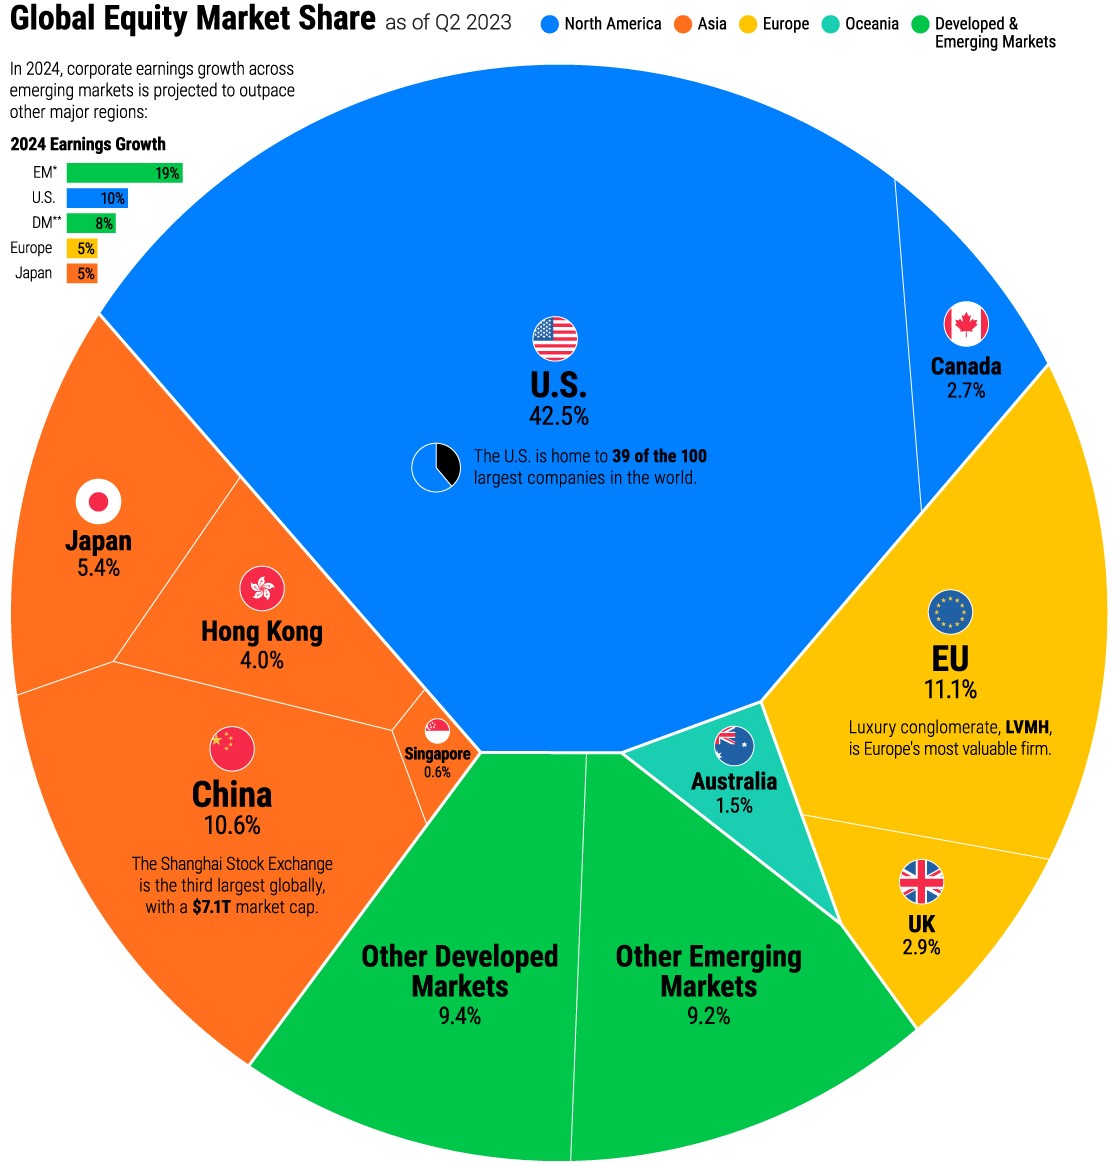 Global Equity Market Share as of Q2 2023
North America
Asia
Europe
Oceania
Developed &
Emerging Markets
In 2024, corporate earnings growth across
emerging markets is projected to outpace
other major regions:
2024 Earnings Growth
EM* 19%
U.S. 10%
DM** 8%
Europe 5%
Japan 5%
U.S.
42.5%
The U.S. is home to 39 of the 100
largest companies in the world.
Canada
2.7%
Japan
5.4%
Hong Kong
4.0%
Singapore
0.6%
China
10.6%
The Shanghai Stock Exchange
is the third largest globally,
with a $7.1T market cap.
EU
11.1%
Luxury conglomerate, LVMH,
is Europe's most valuable firm.
Australia
1.5%
UK
2.9%
Other Developed
Markets
9.4%
Other Emerging
Markets
9.2%